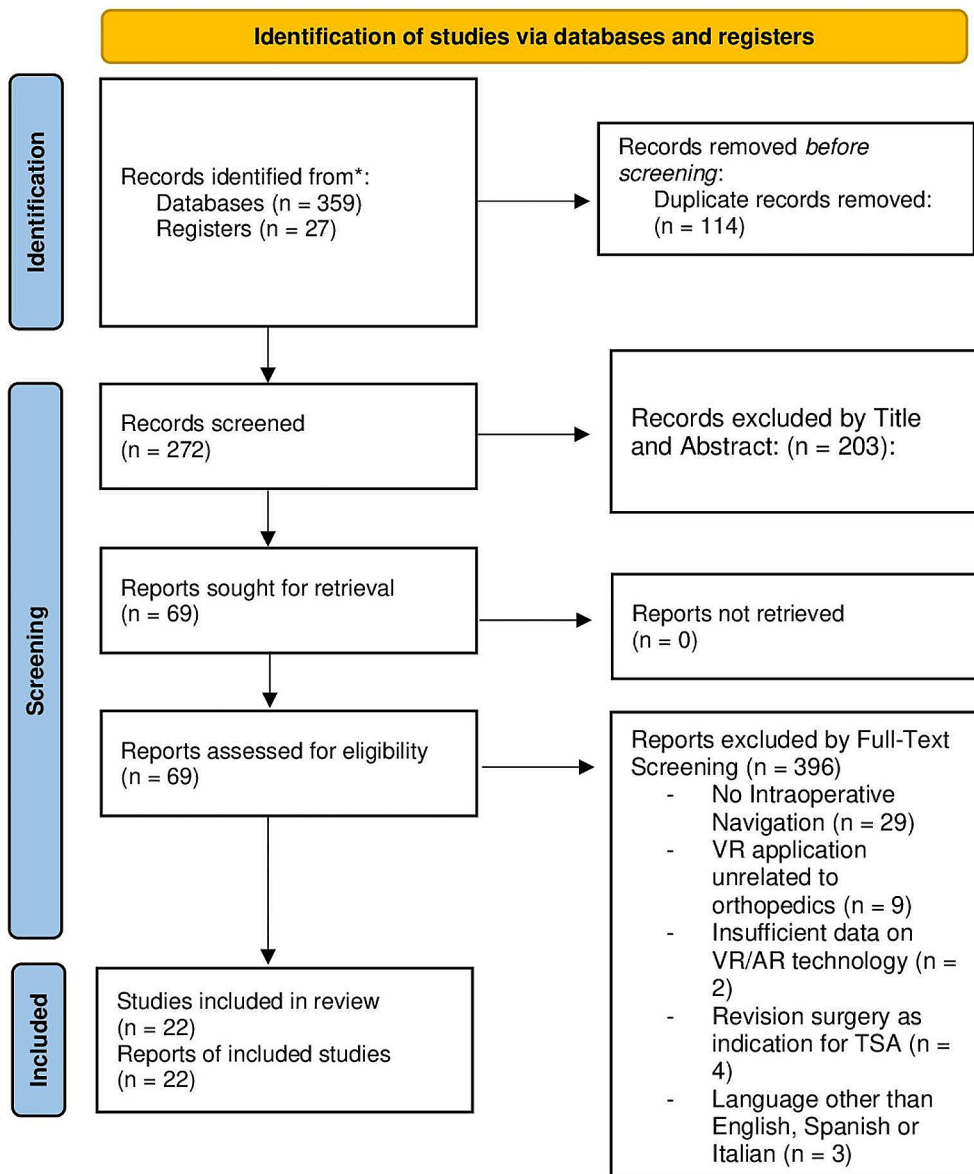 Identification of studies via databases and registers
Identification
Records identified from*:
Databases (n = 359)
Registers (n = 27)
Records removed before
screening:
Duplicate records removed:
(n = 114)
Screening
Records screened
(n = 272)
Records excluded by Title
and Abstract: (n = 203):
Reports sought for retrieval
(n = 69)
Reports not retrieved
(n = 0)
Reports assessed for eligibility
(n = 69)
Reports excluded by Full-Text
Screening (n = 396)
- No Intraoperative
Navigation (n = 29)
- VR application
unrelated to
orthopedics (n = 9)
- Insufficient data on
VR/AR technology (n =
2)
- Revision surgery as
indication for TSA (n =
4)
- Language other than
English, Spanish or
Italian (n = 3)
Included
Studies included in review
(n = 22)
Reports of included studies
(n = 22)